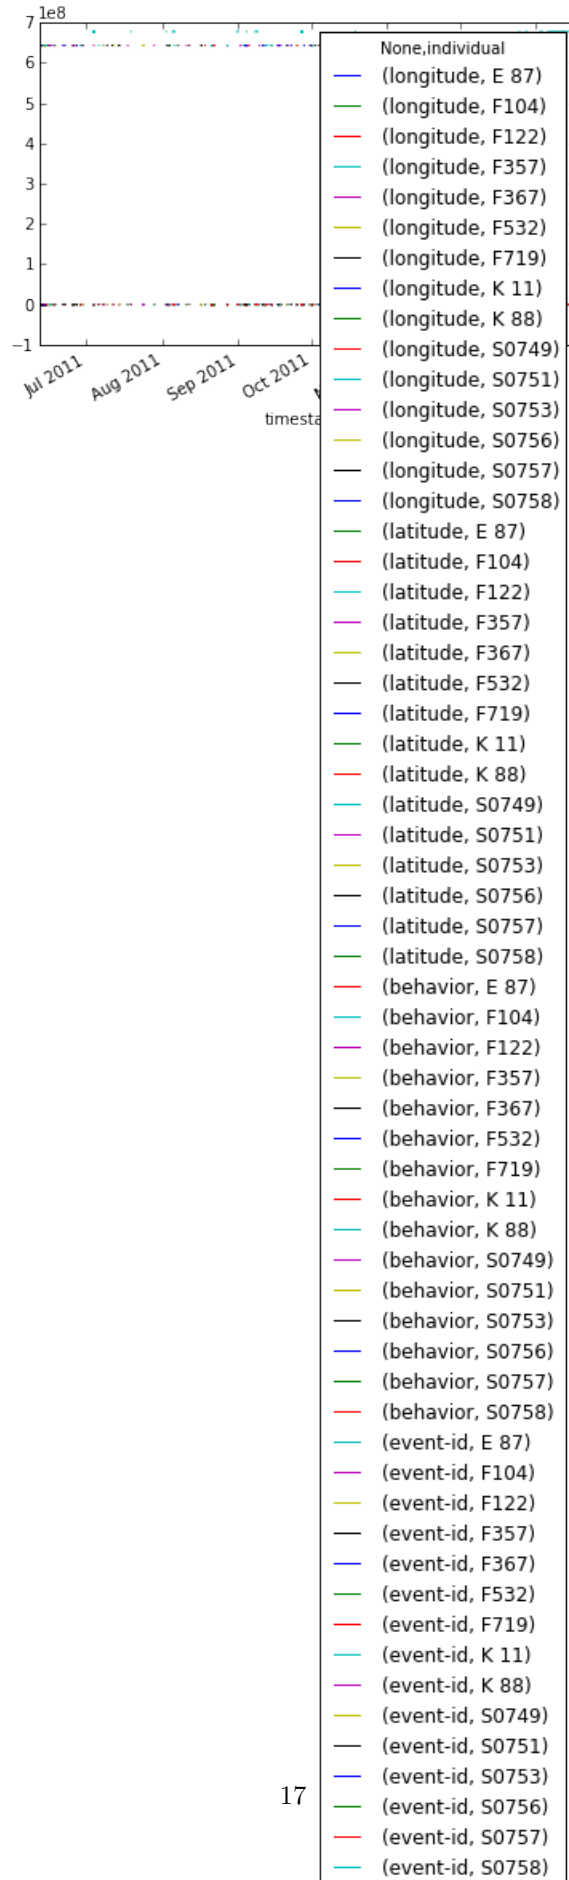 1e8
7
6
5
4
3
2
1
0
−1
Jul 2011
Aug 2011
Sep 2011
Oct 2011
timesta
None,individual
(longitude, E 87)
(longitude, F104)
(longitude, F122)
(longitude, F357)
(longitude, F367)
(longitude, F532)
(longitude, F719)
(longitude, K 11)
(longitude, K 88)
(longitude, S0749)
(longitude, S0751)
(longitude, S0753)
(longitude, S0756)
(longitude, S0757)
(longitude, S0758)
(latitude, E 87)
(latitude, F104)
(latitude, F122)
(latitude, F357)
(latitude, F367)
(latitude, F532)
(latitude, F719)
(latitude, K 11)
(latitude, K 88)
(latitude, S0749)
(latitude, S0751)
(latitude, S0753)
(latitude, S0756)
(latitude, S0757)
(latitude, S0758)
(behavior, E 87)
(behavior, F104)
(behavior, F122)
(behavior, F357)
(behavior, F367)
(behavior, F532)
(behavior, F719)
(behavior, K 11)
(behavior, K 88)
(behavior, S0749)
(behavior, S0751)
(behavior, S0753)
(behavior, S0756)
(behavior, S0757)
(behavior, S0758)
(event-id, E 87)
(event-id, F104)
(event-id, F122)
(event-id, F357)
(event-id, F367)
(event-id, F532)
(event-id, F719)
(event-id, K 11)
(event-id, K 88)
(event-id, S0749)
(event-id, S0751)
(event-id, S0753)
(event-id, S0756)
(event-id, S0757)
(event-id, S0758)
17